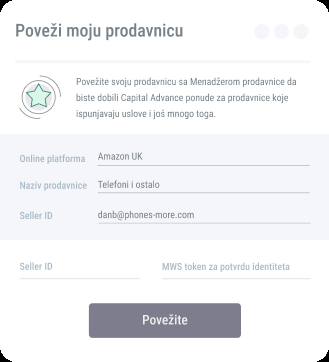 Poveži moju prodavnicu
Povežite svoju prodavnicu sa Menadžerom prodavnice da
biste dobili Capital Advance ponude za prodavnice koje
ispunjavaju uslove i još mnogo toga.
Online platforma Amazon UK
Naziv prodavnice Telefoni i ostalo
Seller ID danb@phones-more.com
Seller ID MWS token za potvrdu identiteta
Povežite